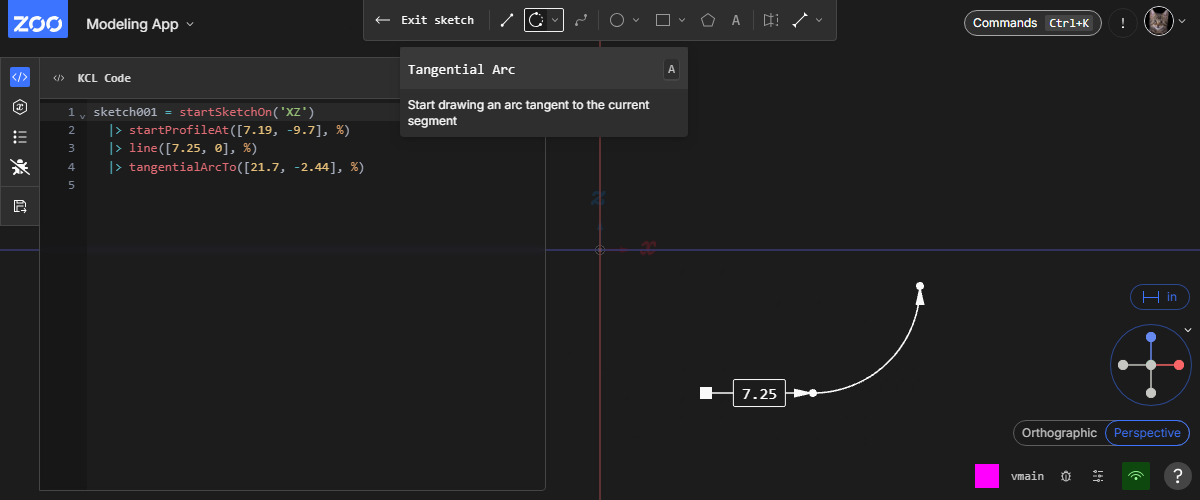 ZOO
Modeling App
Exit sketch
A
Commands Ctrl+K
!
Tangential Arc A
Start drawing an arc tangent to the current
segment
KCL Code
1 sketch001 = startSketchOn('XZ')
2 |> startProfileAt([7.19, -9.7], %)
3 |> line([7.25, 0], %)
4 |> tangentialArcTo([21.7, -2.44], %)
5
z
x
in
7.25
Orthographic Perspective
vmain
?